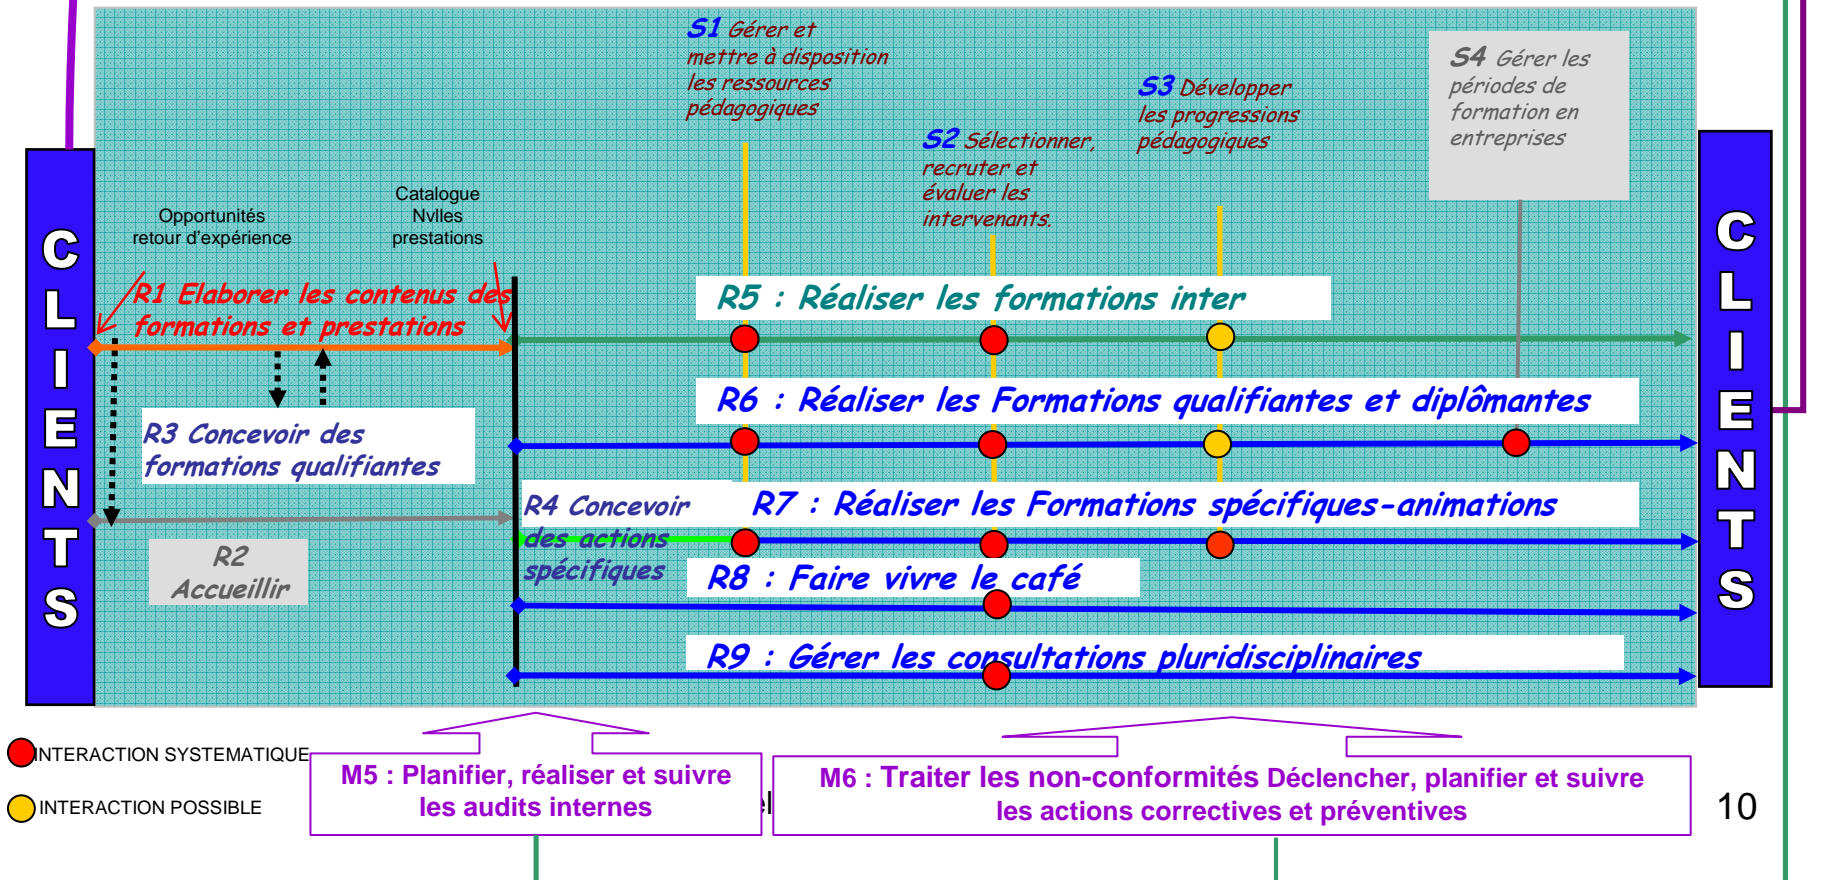 S1 Gérer et
mettre à disposition
les ressources
pédagogiques
S2 Sélectionner,
recruter et
évaluer les
intervenants.
S3 Développer
les progressions
pédagogiques
S4 Gérer les
périodes de
formation en
entreprises
CLIENTS
Opportunités
retour d'expérience
Catalogue
Nvlles
prestations
R1 Elaborer les contenus des
formations et prestations
R3 Concevoir des
formations qualifiantes
R2
Accueillir
R4 Concevoir
des actions
spécifiques
R5 : Réaliser les formations inter
R6 : Réaliser les Formations qualifiantes et diplômantes
R7 : Réaliser les Formations spécifiques-animations
R8 : Faire vivre le café
R9 : Gérer les consultations pluridisciplinaires
CLIENTS
INTERACTION SYSTEMATIQUE
INTERACTION POSSIBLE
M5 : Planifier, réaliser et suivre
les audits internes
M6 : Traiter les non-conformités Déclencher, planifier et suivre
les actions correctives et préventives
10